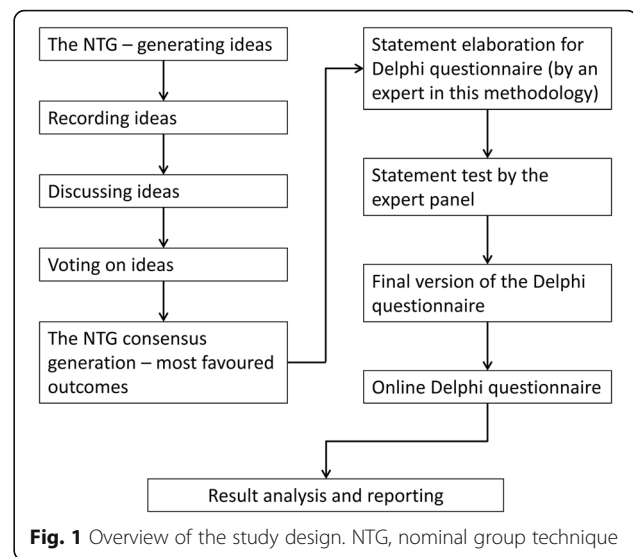 The NTG – generating ideas
Recording ideas
Discussing ideas
Voting on ideas
The NTG consensus
generation – most favoured
outcomes
Statement elaboration for
Delphi questionnaire (by an
expert in this methodology)
Statement test by the
expert panel
Final version of the Delphi
questionnaire
Online Delphi questionnaire
Result analysis and reporting
Fig. 1 Overview of the study design. NTG, nominal group technique